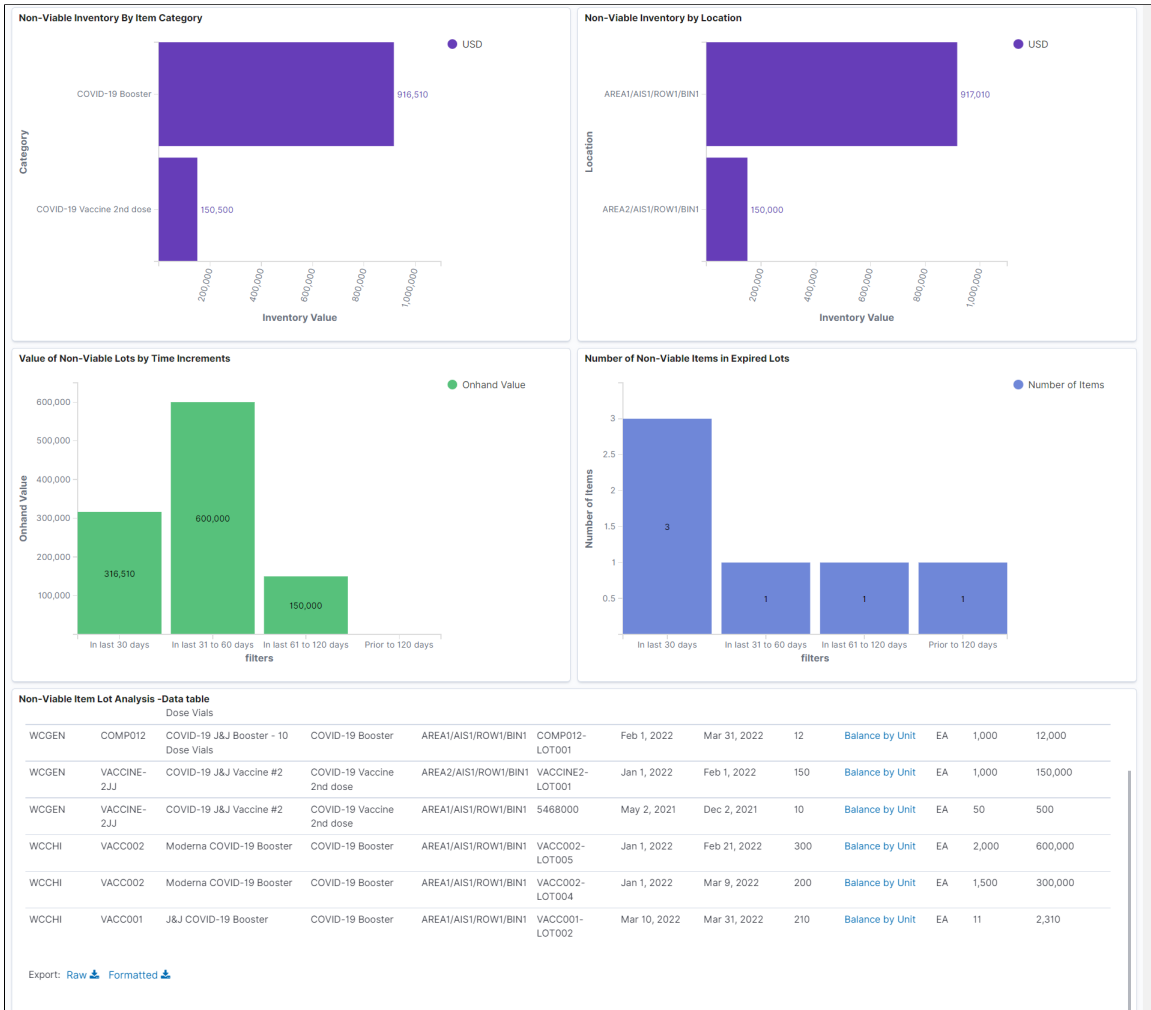 Non-Viable Inventory By Item Category
USD
Category
COVID-19 Booster
916,510
COVID-19 Vaccine 2nd dose
150,500
200,000
400,000
600,000
800,000
1,000,000
Inventory Value
Non-Viable Inventory by Location
USD
Location
AREA1/AIS1/ROW1/BIN1
917,010
AREA2/AIS1/ROW1/BIN1
150,000
200,000
400,000
600,000
800,000
1,000,000
Inventory Value
Value of Non-Viable Lots by Time Increments
Onhand Value
Onhand Value
600,000
500,000
400,000
300,000
200,000
100,000
316,510
600,000
150,000
In last 30 days
In last 31 to 60 days
In last 61 to 120 days
Prior to 120 days
filters
Number of Non-Viable Items in Expired Lots
Number of Items
Number of Items
3
2.5
2
1.5
1
0.5
3
1
1
1
In last 30 days
In last 31 to 60 days
In last 61 to 120 days
Prior to 120 days
filters
Non-Viable Item Lot Analysis -Data table
Dose Vials
WCGEN COMP012 COVID-19 J&J Booster - 10 COVID-19 Booster AREA1/AIS1/ROW1/BIN1 COMP012- Feb 1, 2022 Mar 31, 2022 12 Balance by Unit EA 1,000 12,000
Dose Vials LOT001
WCGEN VACCINE- COVID-19 J&J Vaccine #2 COVID-19 Vaccine AREA2/AIS1/ROW1/BIN1 VACCINE2- Jan 1, 2022 Feb 1, 2022 150 Balance by Unit EA 1,000 150,000
2JJ 2nd dose LOT001
WCGEN VACCINE- COVID-19 J&J Vaccine #2 COVID-19 Vaccine AREA1/AIS1/ROW1/BIN1 5468000 May 2, 2021 Dec 2, 2021 10 Balance by Unit EA 50 500
2JJ 2nd dose
WCCHI VACC002 Moderna COVID-19 Booster COVID-19 Booster AREA1/AIS1/ROW1/BIN1 VACC002- Jan 1, 2022 Feb 21, 2022 300 Balance by Unit EA 2,000 600,000
LOT005
WCCHI VACC002 Moderna COVID-19 Booster COVID-19 Booster AREA1/AIS1/ROW1/BIN1 VACC002- Jan 1, 2022 Mar 9, 2022 200 Balance by Unit EA 1,500 300,000
LOT004
WCCHI VACC001 J&J COVID-19 Booster COVID-19 Booster AREA1/AIS1/ROW1/BIN1 VACC001- Mar 10, 2022 Mar 31, 2022 210 Balance by Unit EA 11 2,310
LOT002
Export: Raw Formatted